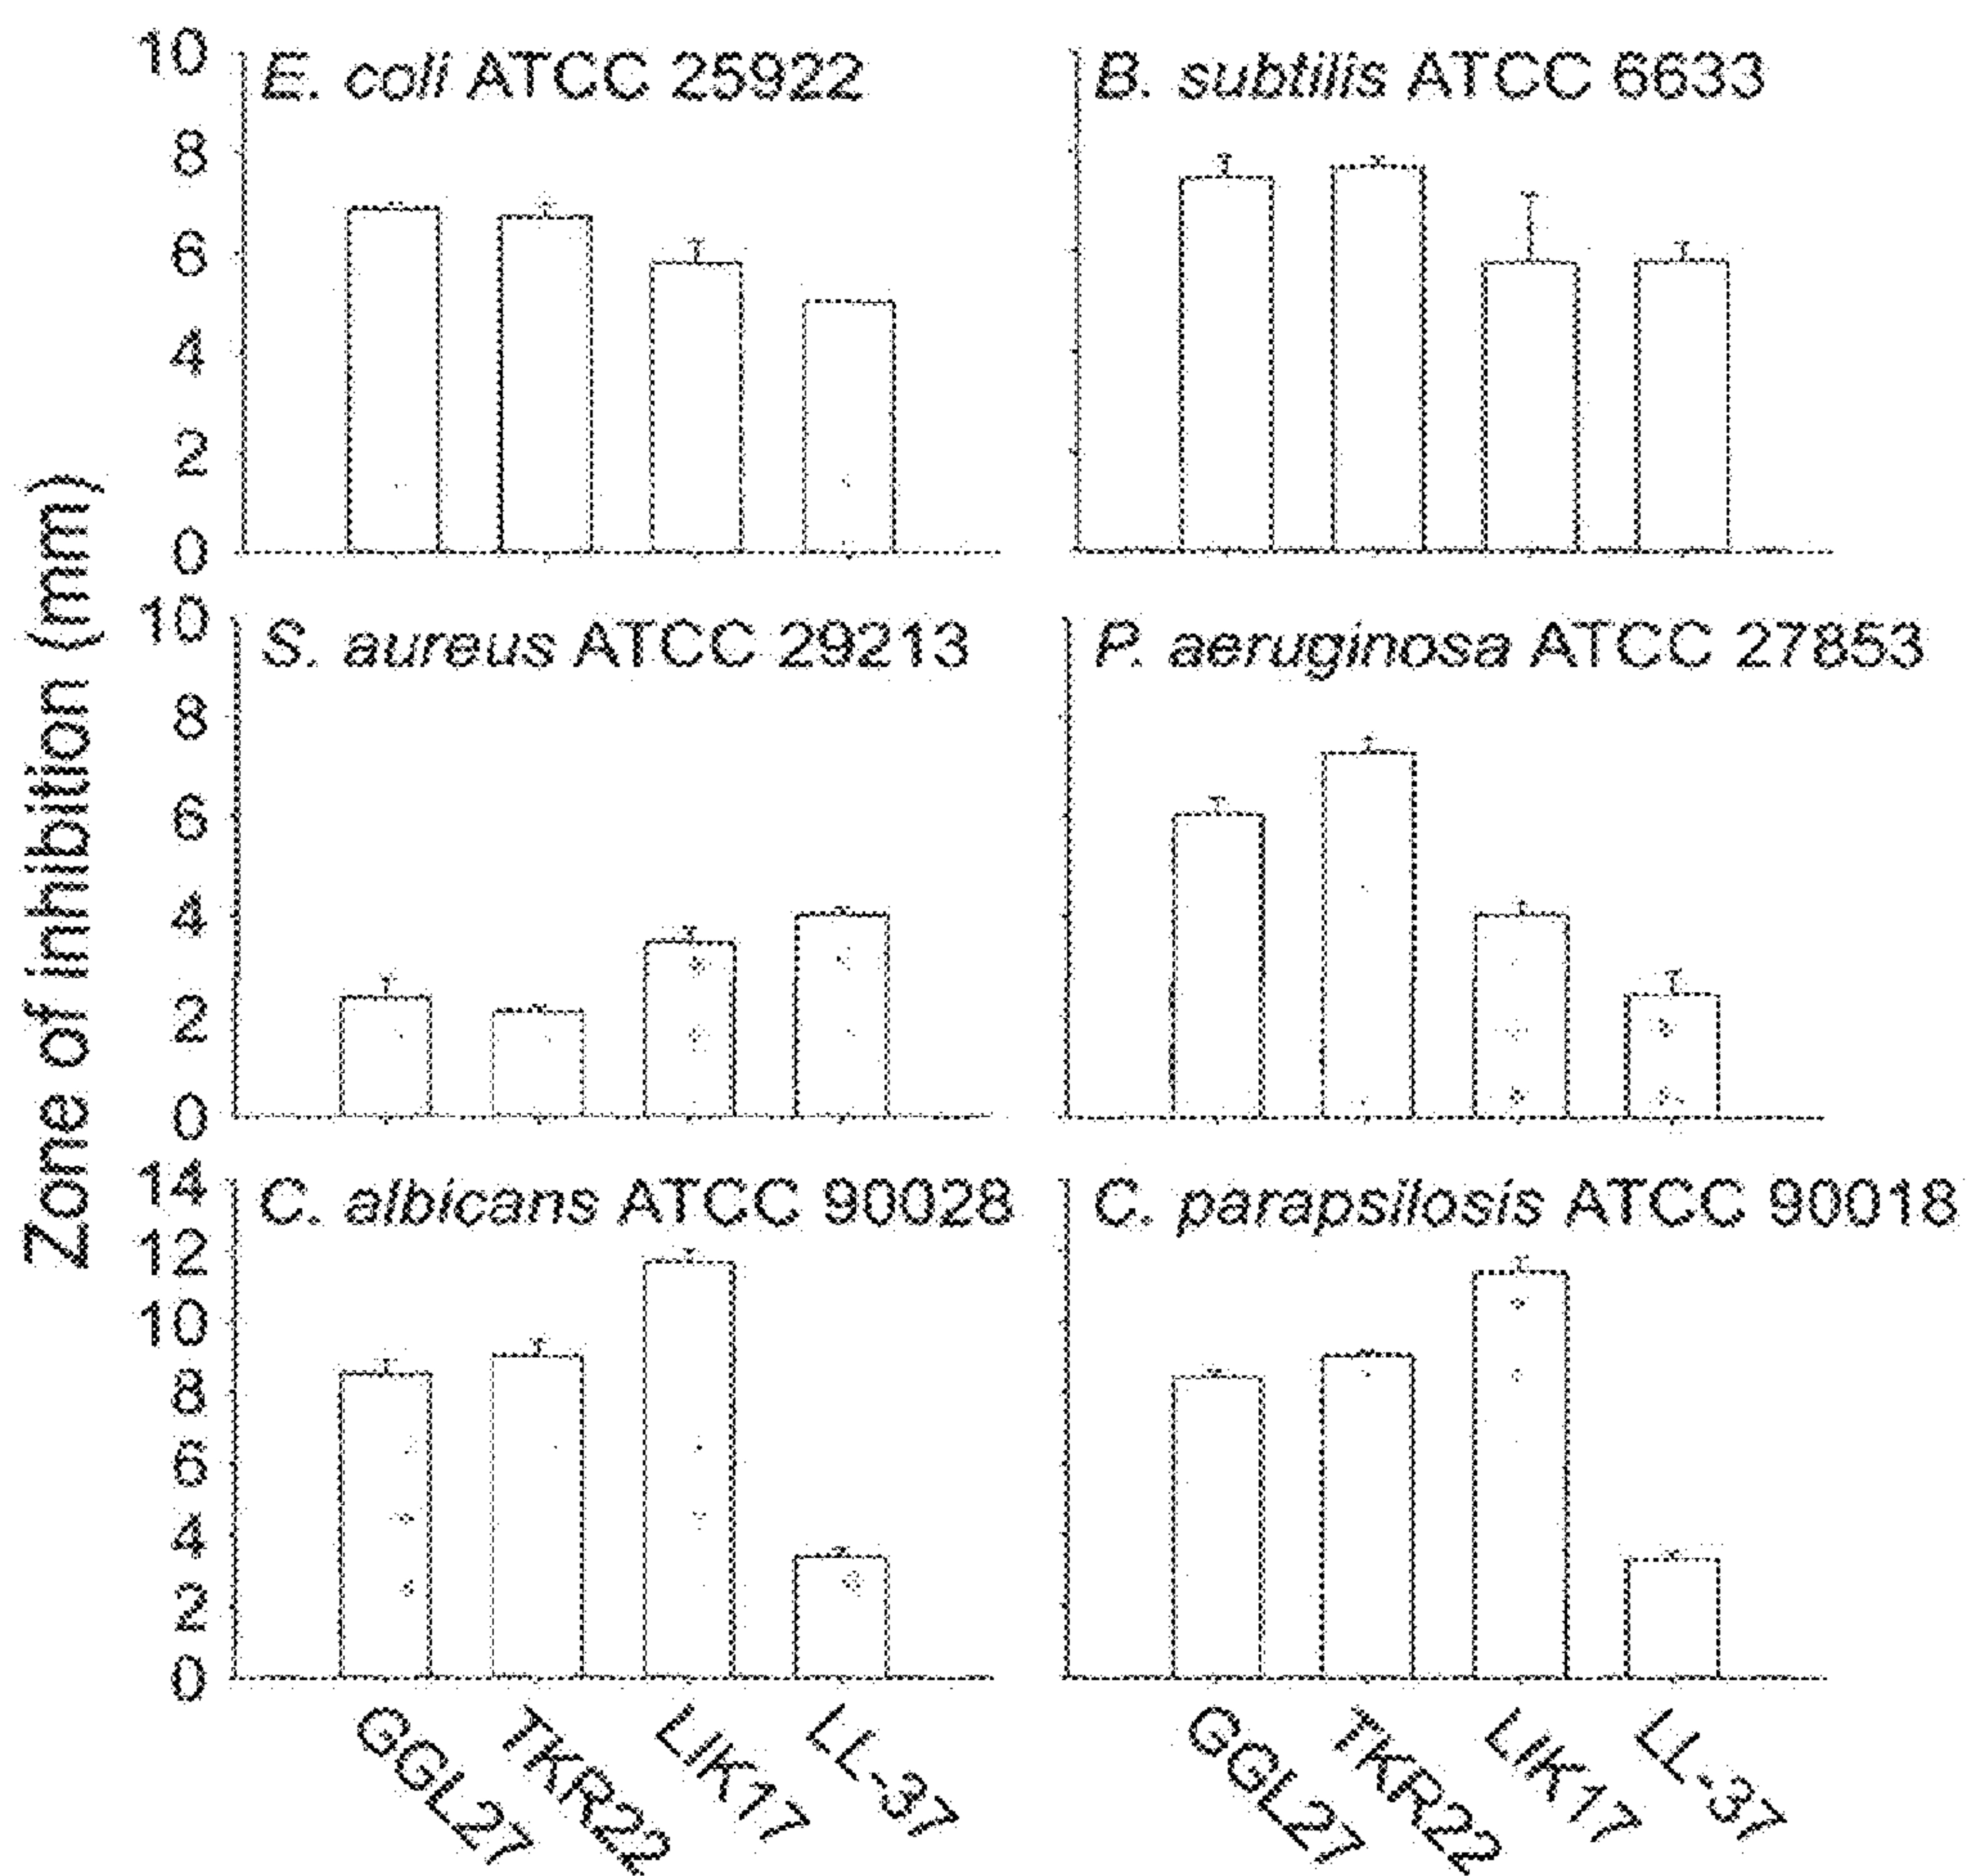 Zone of inhibition (mm)
E. coli ATCC 25922
10
8
6
4
2
0
B. subtilis ATCC 6633
S. aureus ATCC 29213
10
8
6
4
2
0
P. aeruginosa ATCC 27853
C. albicans ATCC 90028
14
12
10
8
6
4
2
0
C. parapsilosis ATCC 90018
GGL27
TKR22
LIK17
LL-37
GGL27
TKR22
LIK17
LL-37